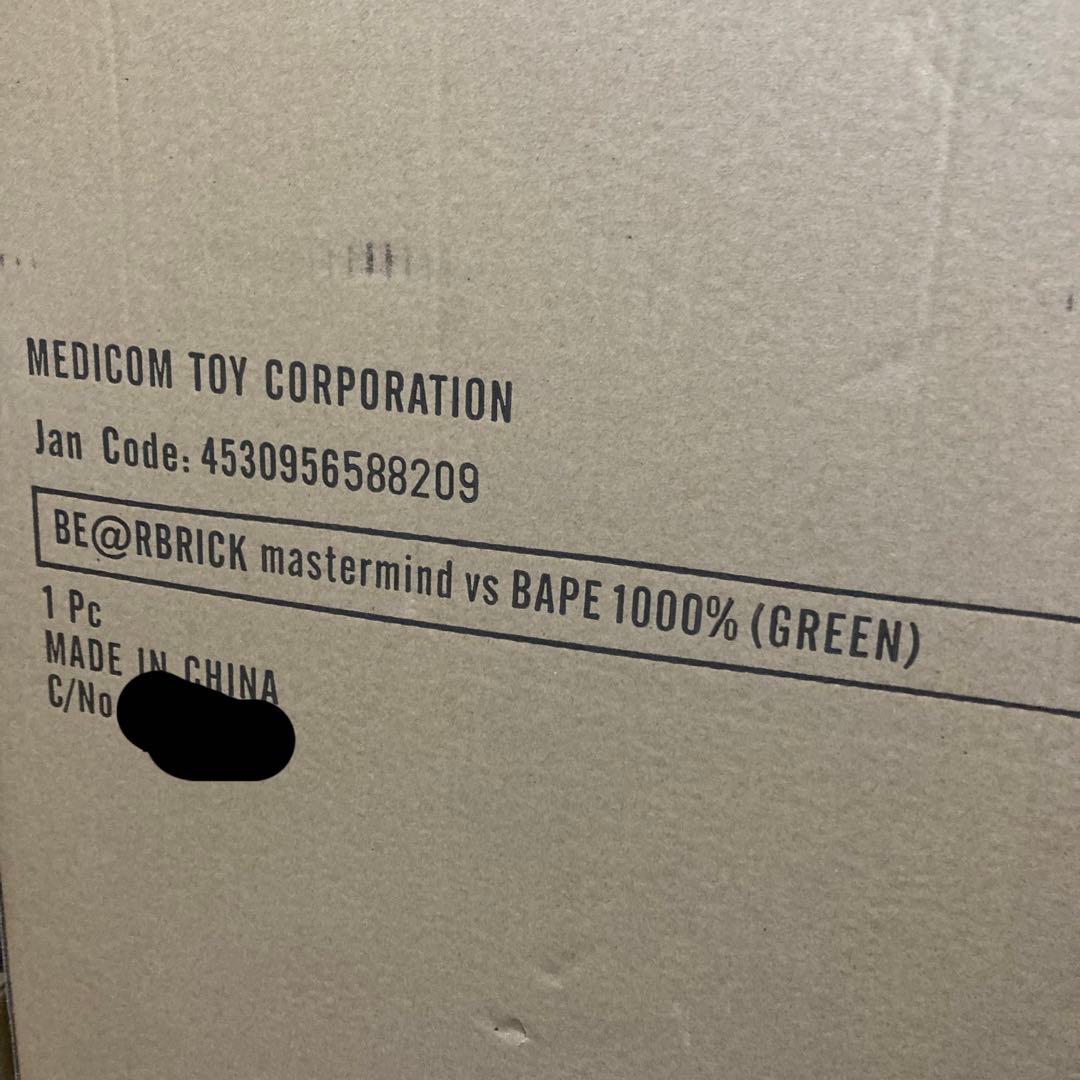 MEDICOM TOY CORPORATION
Jan Code: 4530956588209
BE@RBRICK mastermind vs BAPE 1000% (GREEN)
1 Pc
MADE IN CHINA
C/No